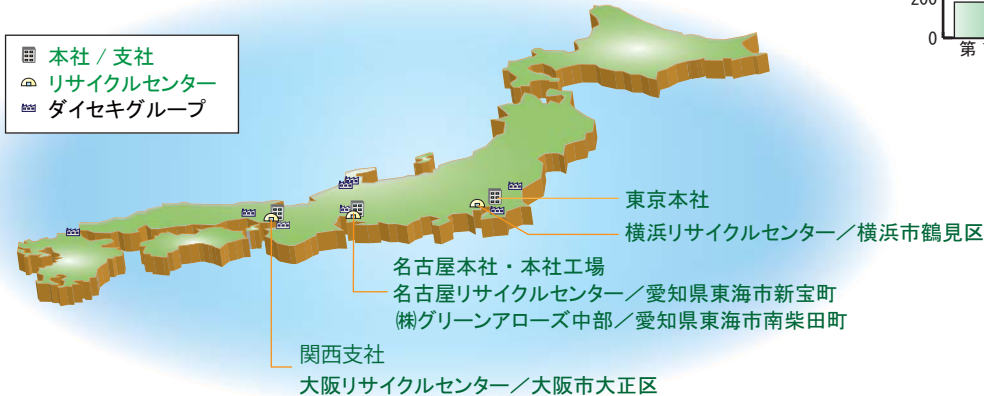 200
0
第
本社 / 支社
リサイクルセンター
ダイセキグループ
東京本社
横浜リサイクルセンター／横浜市鶴見区
名古屋本社・本社工場
名古屋リサイクルセンター／愛知県東海市新宝町
㈱グリーンアローズ中部／愛知県東海市南柴田町
関西支社
大阪リサイクルセンター／大阪市大正区